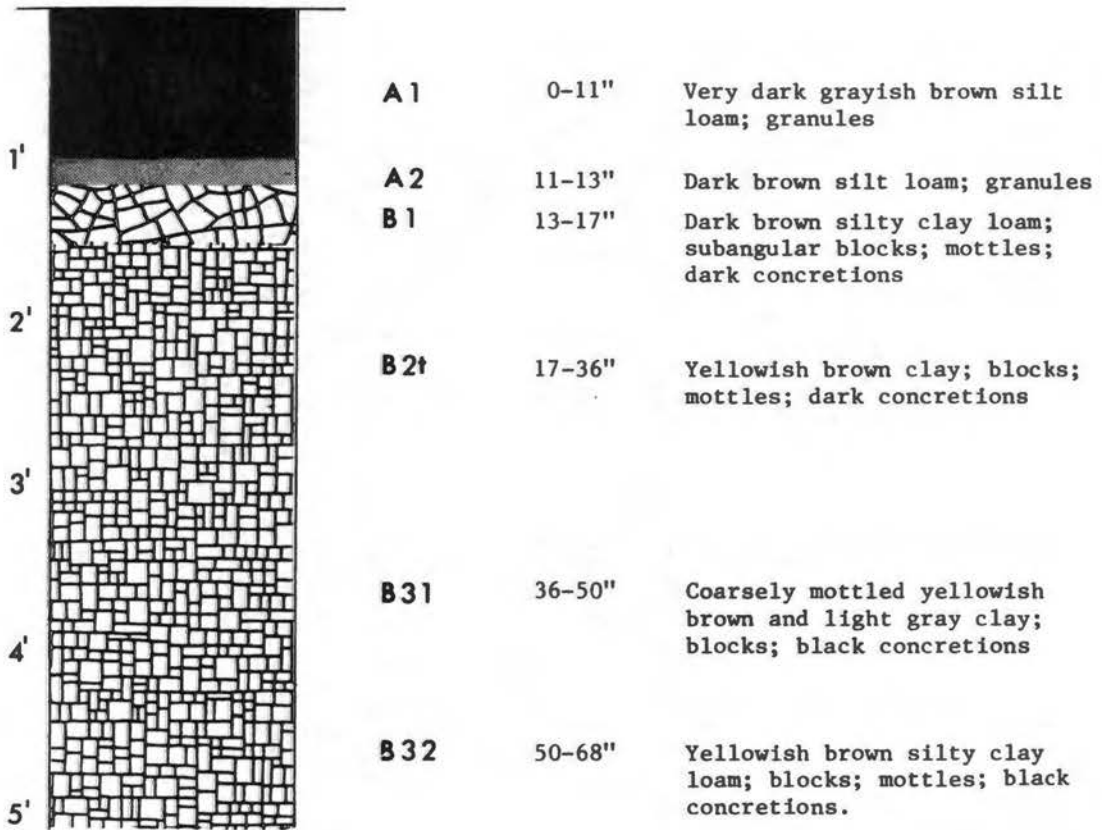 A1 0-11" Very dark grayish brown silt
loam; granules
1'
A2 11-13" Dark brown silt loam; granules
B1 13-17" Dark brown silty clay loam;
subangular blocks; mottles;
dark concretions
2'
B2t 17-36" Yellowish brown clay; blocks;
mottles; dark concretions
3'
B31 36-50" Coarsely mottled yellowish
brown and light gray clay;
blocks; black concretions
4'
B32 50-68" Yellowish brown silty clay
loam; blocks; mottles; black
concretions.
5'